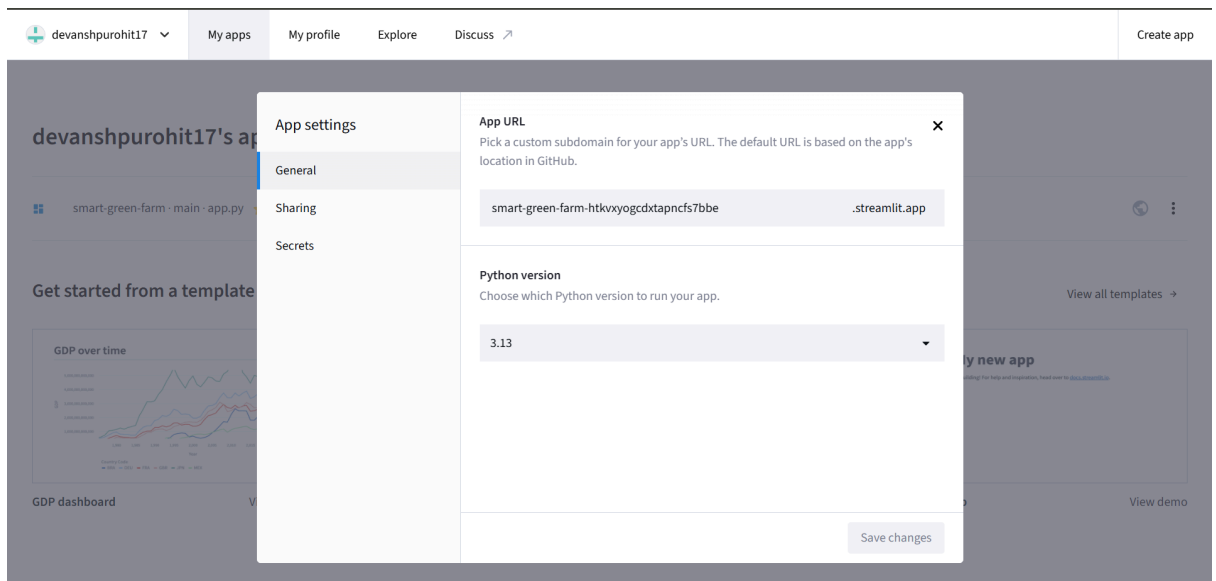 devanshpurohit17
My apps
My profile
Explore
Discuss
Create app
devanshpurohit17's
App settings
General
Sharing
Secrets
App URL
Pick a custom subdomain for your app's URL. The default URL is based on the app's
location in GitHub.
smart-green-farm-htkvxyogcdxtapncfs7bbe .streamlit.app
Python version
Choose which Python version to run your app.
3.13
Save changes
smart-green-farm · main · app.py
Get started from a template
View all templates →
GDP over time
GDP dashboard
y new app
View demo